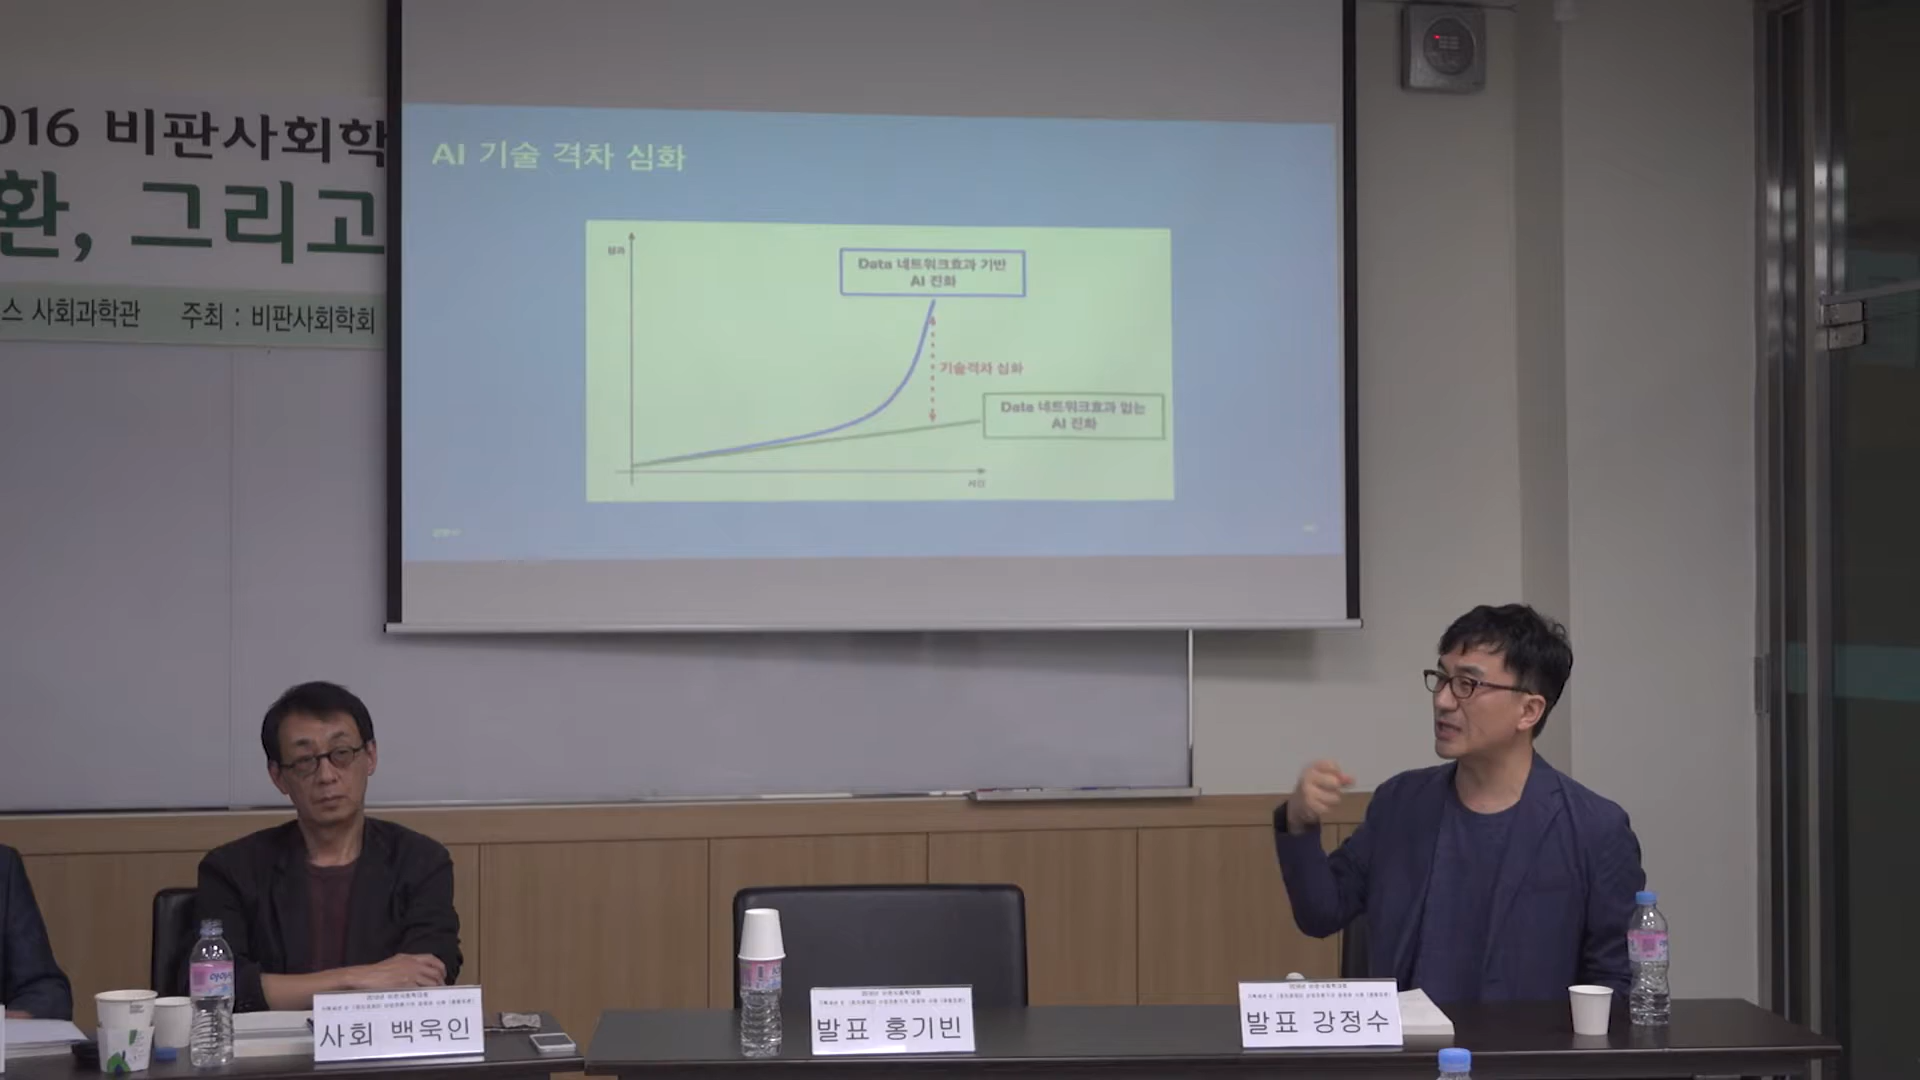 2016 비판사회학
환, 그리고
스 사회과학관 주최 : 비판사회학회
AI 기술 격차 심화
Data 네트워크효과 기반
AI 진화
기술격차 심화
Data 네트워크효과 없는
AI 진화
시간
사회 백욱인
발표 홍기빈
발표 강정수